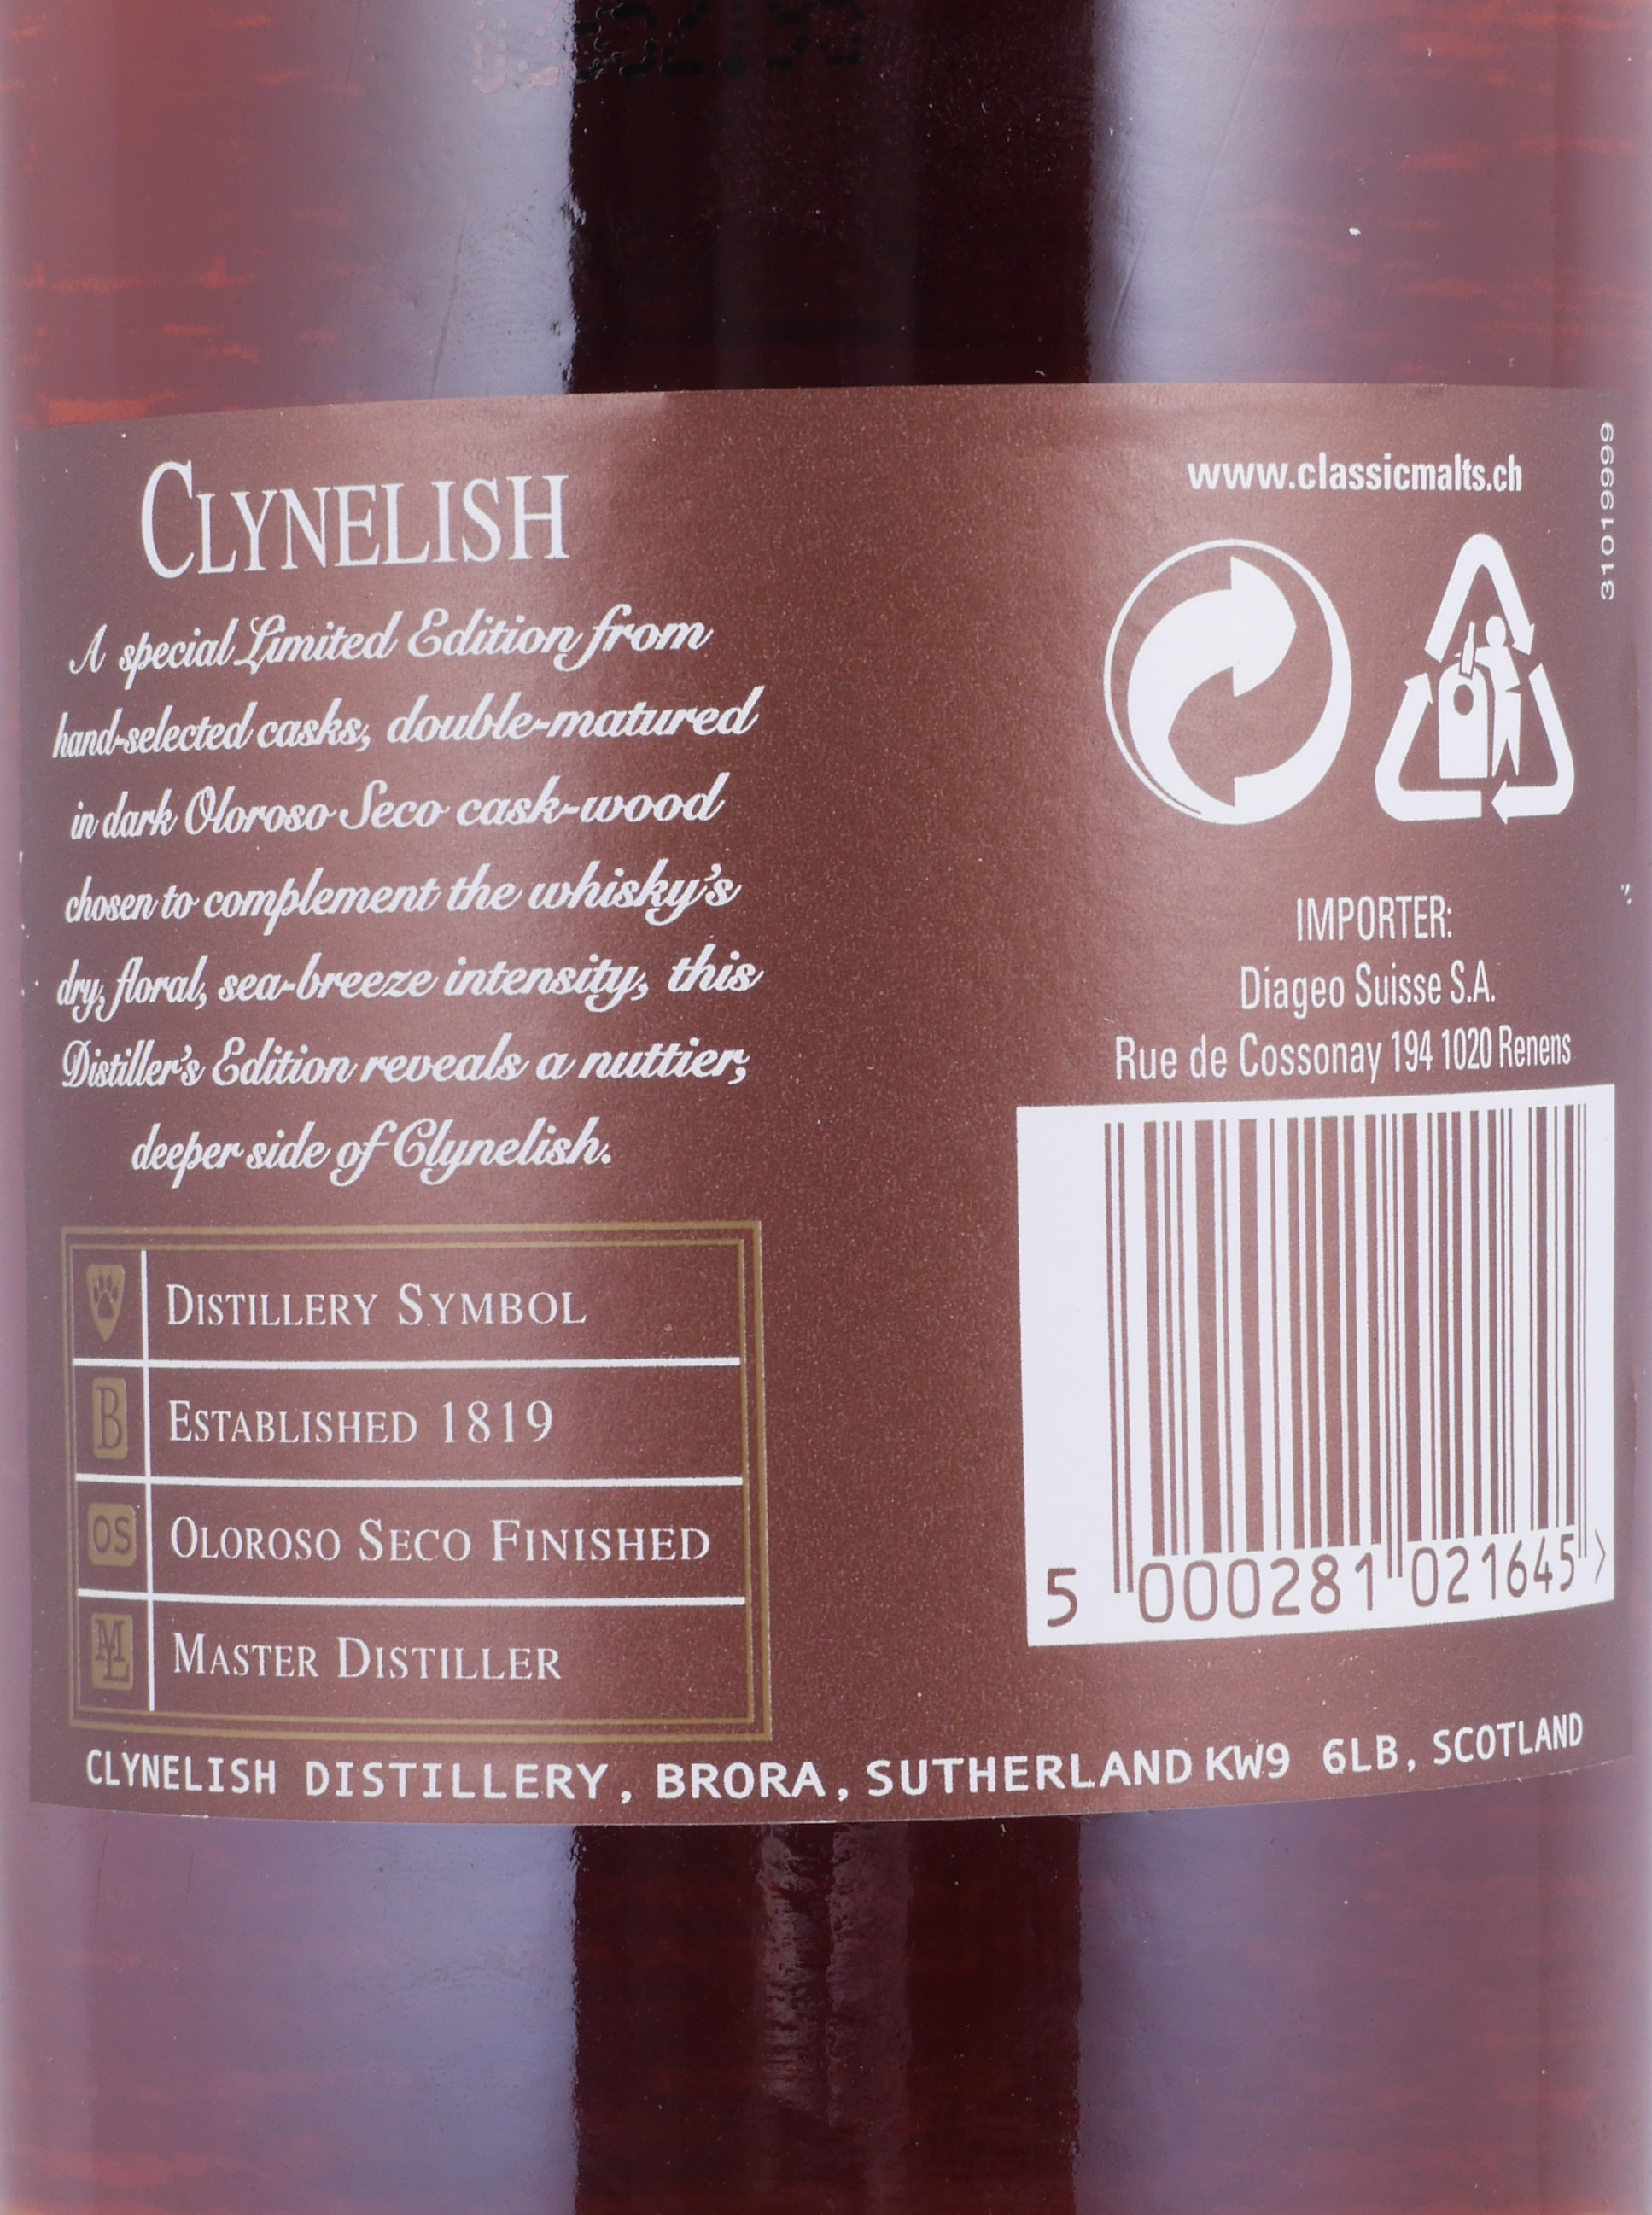 CLYNELISH
A special Limited Edition from
hand-selected casks, double-matured
in dark Oloroso Seco cask-wood
chosen to complement the whisky's
dry, floral, sea-breeze intensity, this
Distiller's Edition reveals a nuttier,
deeper side of Clynelish.
DISTILLERY SYMBOL
B ESTABLISHED 1819
OS OLOROSO SECO FINISHED
ML MASTER DISTILLER
www.classicmalts.ch
31019999
IMPORTER:
Diageo Suisse S.A.
Rue de Cossonay 194 1020 Renens
5 000281 021645 >
CLYNELISH DISTILLERY, BRORA, SUTHERLAND KW9 6LB, SCOTLAND